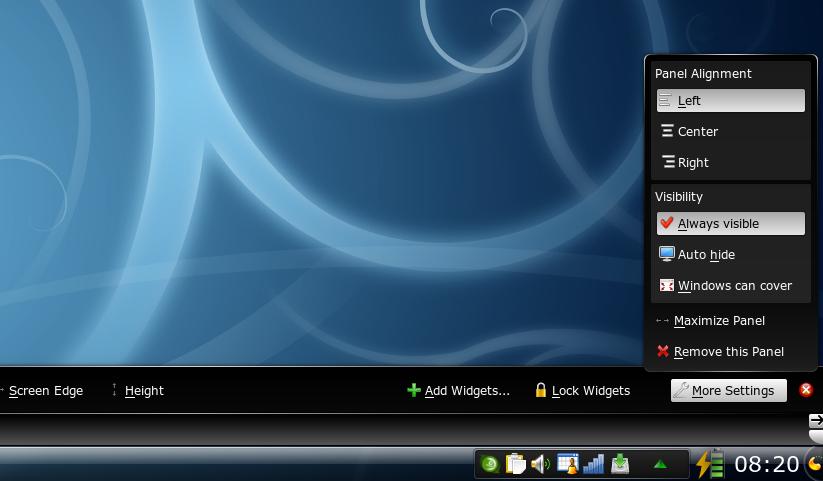 Panel Alignment
Left
Center
Right
Visibility
Always visible
Auto hide
Windows can cover
Maximize Panel
Remove this Panel
Screen Edge
Height
Add Widgets...
Lock Widgets
More Settings
08:20